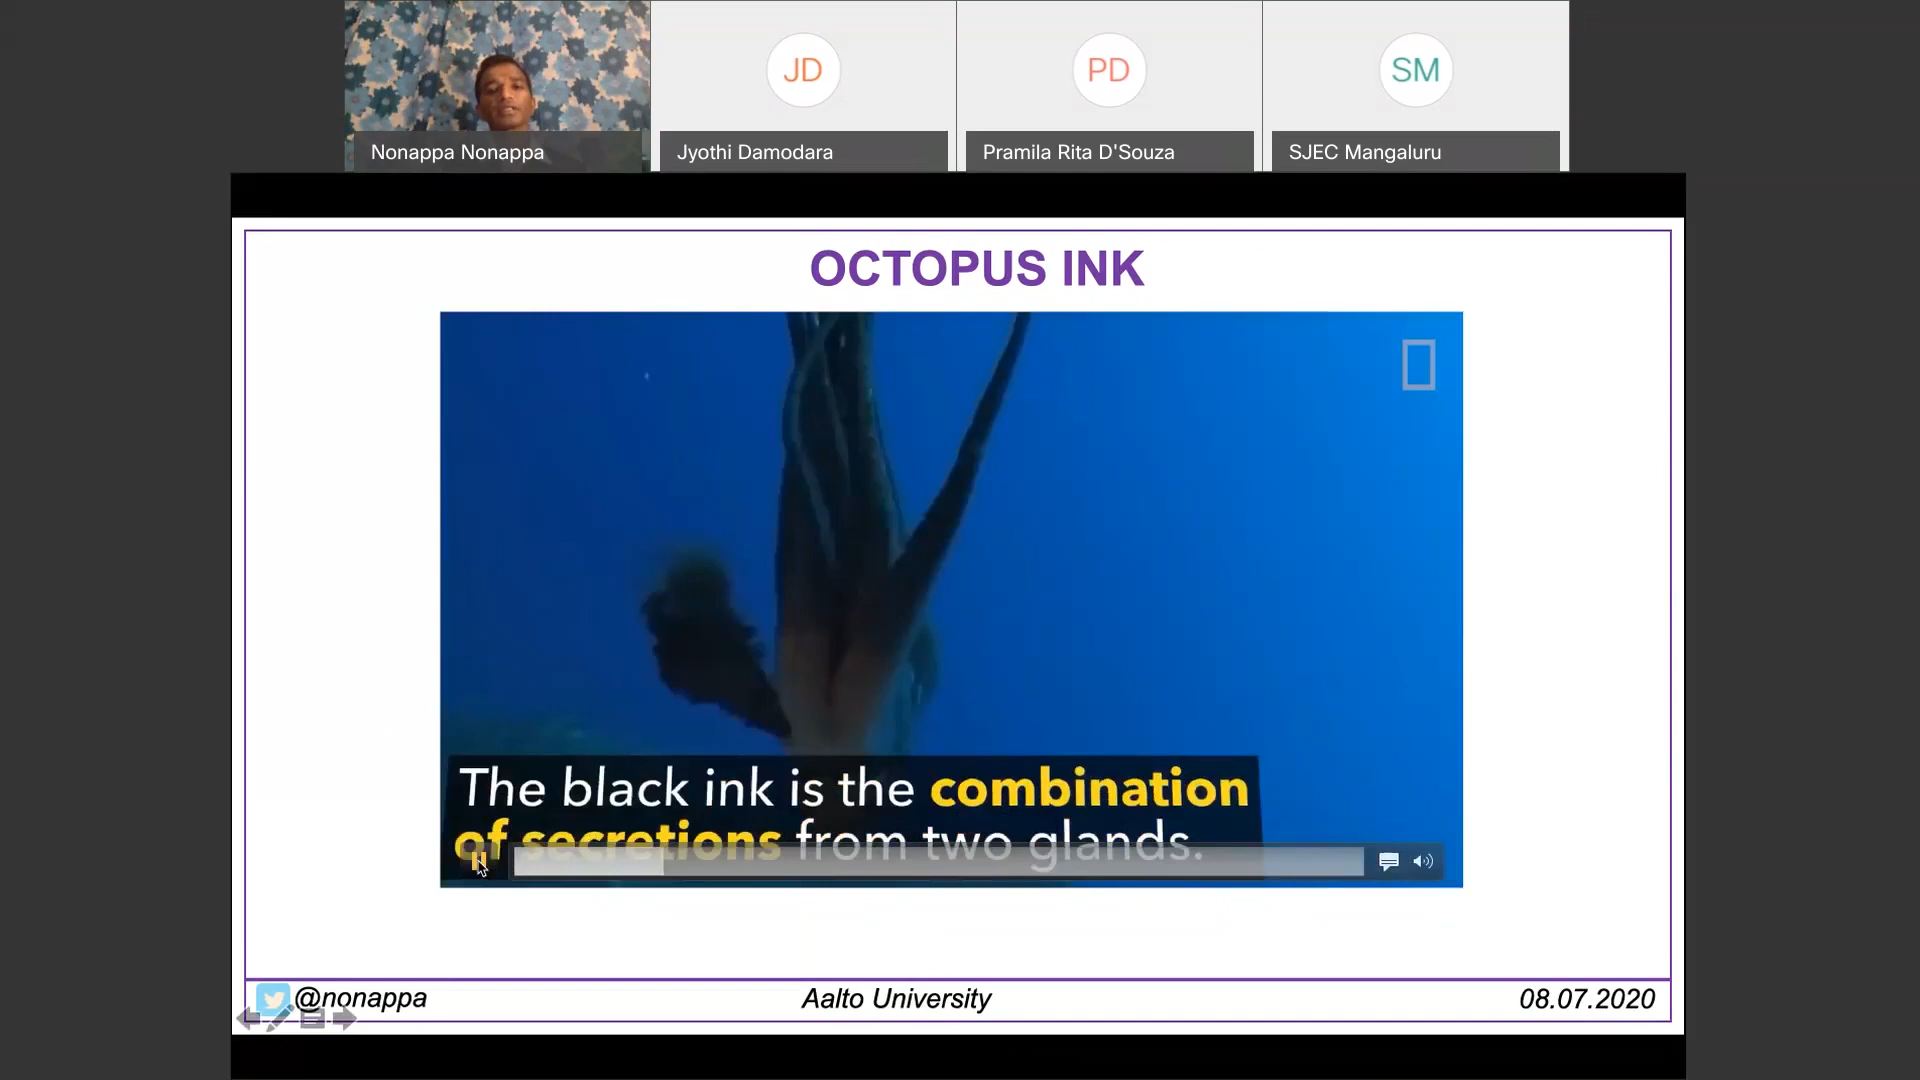 JD
PD
SM
Nonappa Nonappa
Jyothi Damodara
Pramila Rita D'Souza
SJEC Mangaluru
OCTOPUS INK
The black ink is the combination
of secretions from two glands.
@nonappa
Aalto University
08.07.2020